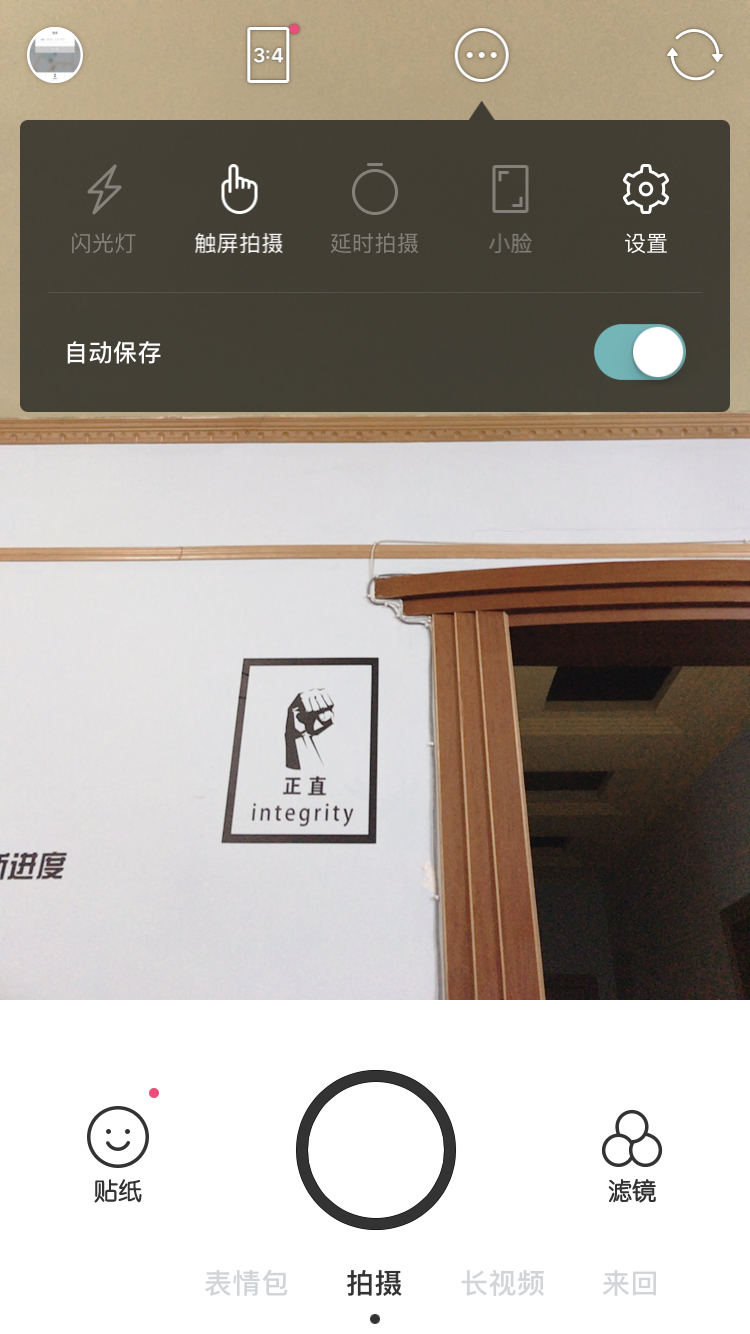 3:4
闪光灯
触屏拍摄
延时拍摄
小脸
设置
自动保存
正直
integrity
进度
贴纸
滤镜
表情包
拍摄
长视频
来回